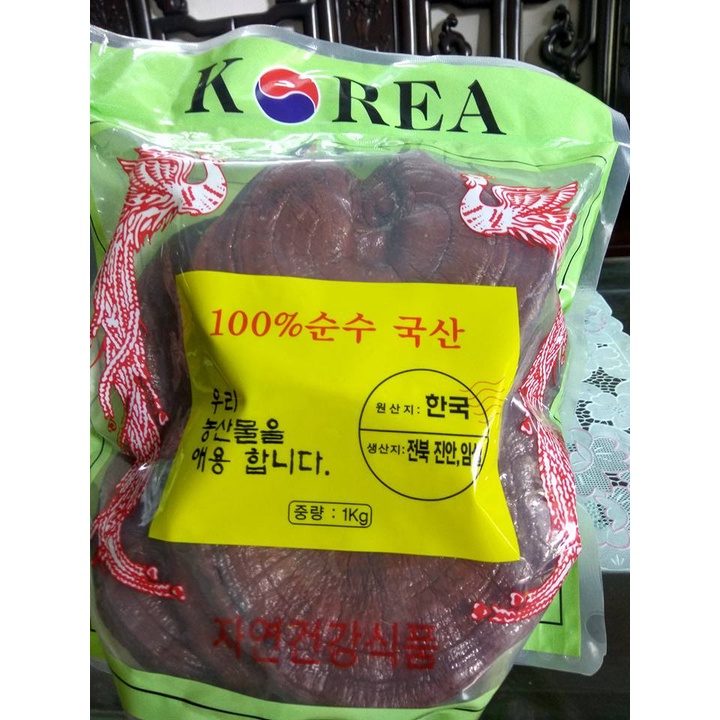 KOREA
100%순수 국산
우리
농산물을
애용 합니다.
원산지: 한국
생산지: 전북 진안,
중량 : 1Kg
자연건강식품